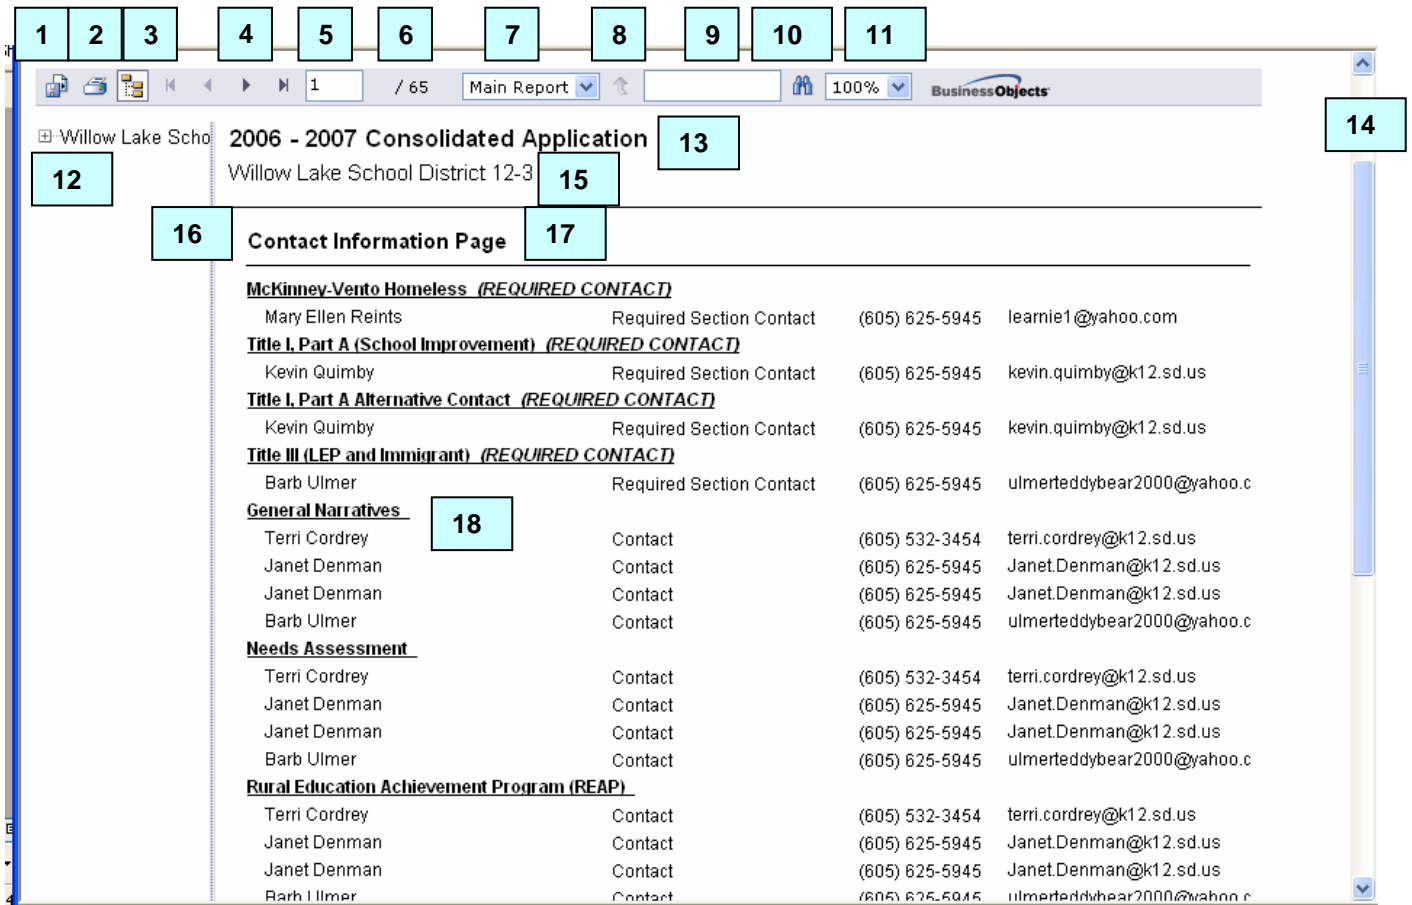 1 2 3 4 5 6 7 8 9 10 11
1 / 65 Main Report 100% BusinessObjects
14
Willow Lake Scho 2006 - 2007 Consolidated Application 13
12 Willow Lake School District 12-3 15
16 Contact Information Page 17
McKinney-Vento Homeless (REQUIRED CONTACT)
Mary Ellen Reints Required Section Contact (605) 625-5945 learnie1@yahoo.com
Title I, Part A (School Improvement) (REQUIRED CONTACT)
Kevin Quimby Required Section Contact (605) 625-5945 kevin.quimby@k12.sd.us
Title I, Part A Alternative Contact (REQUIRED CONTACT)
Kevin Quimby Required Section Contact (605) 625-5945 kevin.quimby@k12.sd.us
Title III (LEP and Immigrant) (REQUIRED CONTACT)
Barb Ulmer Required Section Contact (605) 625-5945 ulmerteddybear2000@yahoo.c
General Narratives 18
Terri Cordrey Contact (605) 532-3454 terri.cordrey@k12.sd.us
Janet Denman Contact (605) 625-5945 Janet.Denman@k12.sd.us
Janet Denman Contact (605) 625-5945 Janet.Denman@k12.sd.us
Barb Ulmer Contact (605) 625-5945 ulmerteddybear2000@yahoo.c
Needs Assessment
Terri Cordrey Contact (605) 532-3454 terri.cordrey@k12.sd.us
Janet Denman Contact (605) 625-5945 Janet.Denman@k12.sd.us
Janet Denman Contact (605) 625-5945 Janet.Denman@k12.sd.us
Barb Ulmer Contact (605) 625-5945 ulmerteddybear2000@yahoo.c
Rural Education Achievement Program (REAP)
Terri Cordrey Contact (605) 532-3454 terri.cordrey@k12.sd.us
Janet Denman Contact (605) 625-5945 Janet.Denman@k12.sd.us
Janet Denman Contact (605) 625-5945 Janet.Denman@k12.sd.us
Barb Ulmer Contact (605) 625-5945 ulmerteddybear2000@yahoo.c